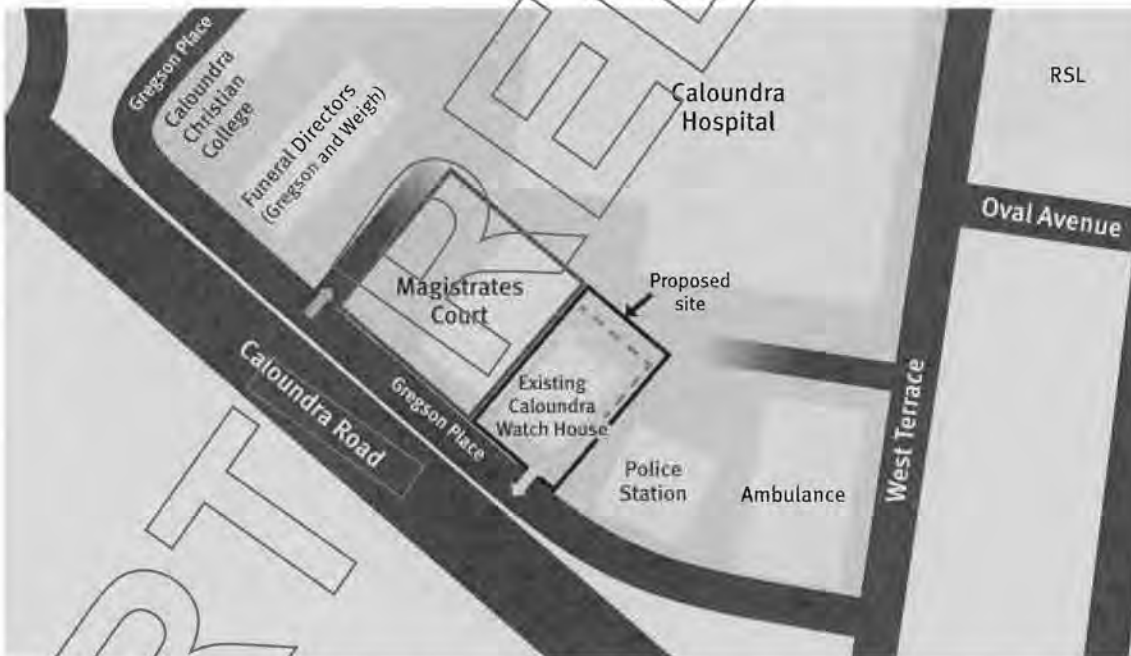 Gregson Place
Caloundra
Christian
College
Funeral Directors
(Gregson and Weigh)
Caloundra
Hospital
RSL
Oval Avenue
Magistrates
Court
Proposed
site
Existing
Caloundra
Watch House
Gregson Place
Caloundra Road
Police
Station
Ambulance
West Terrace